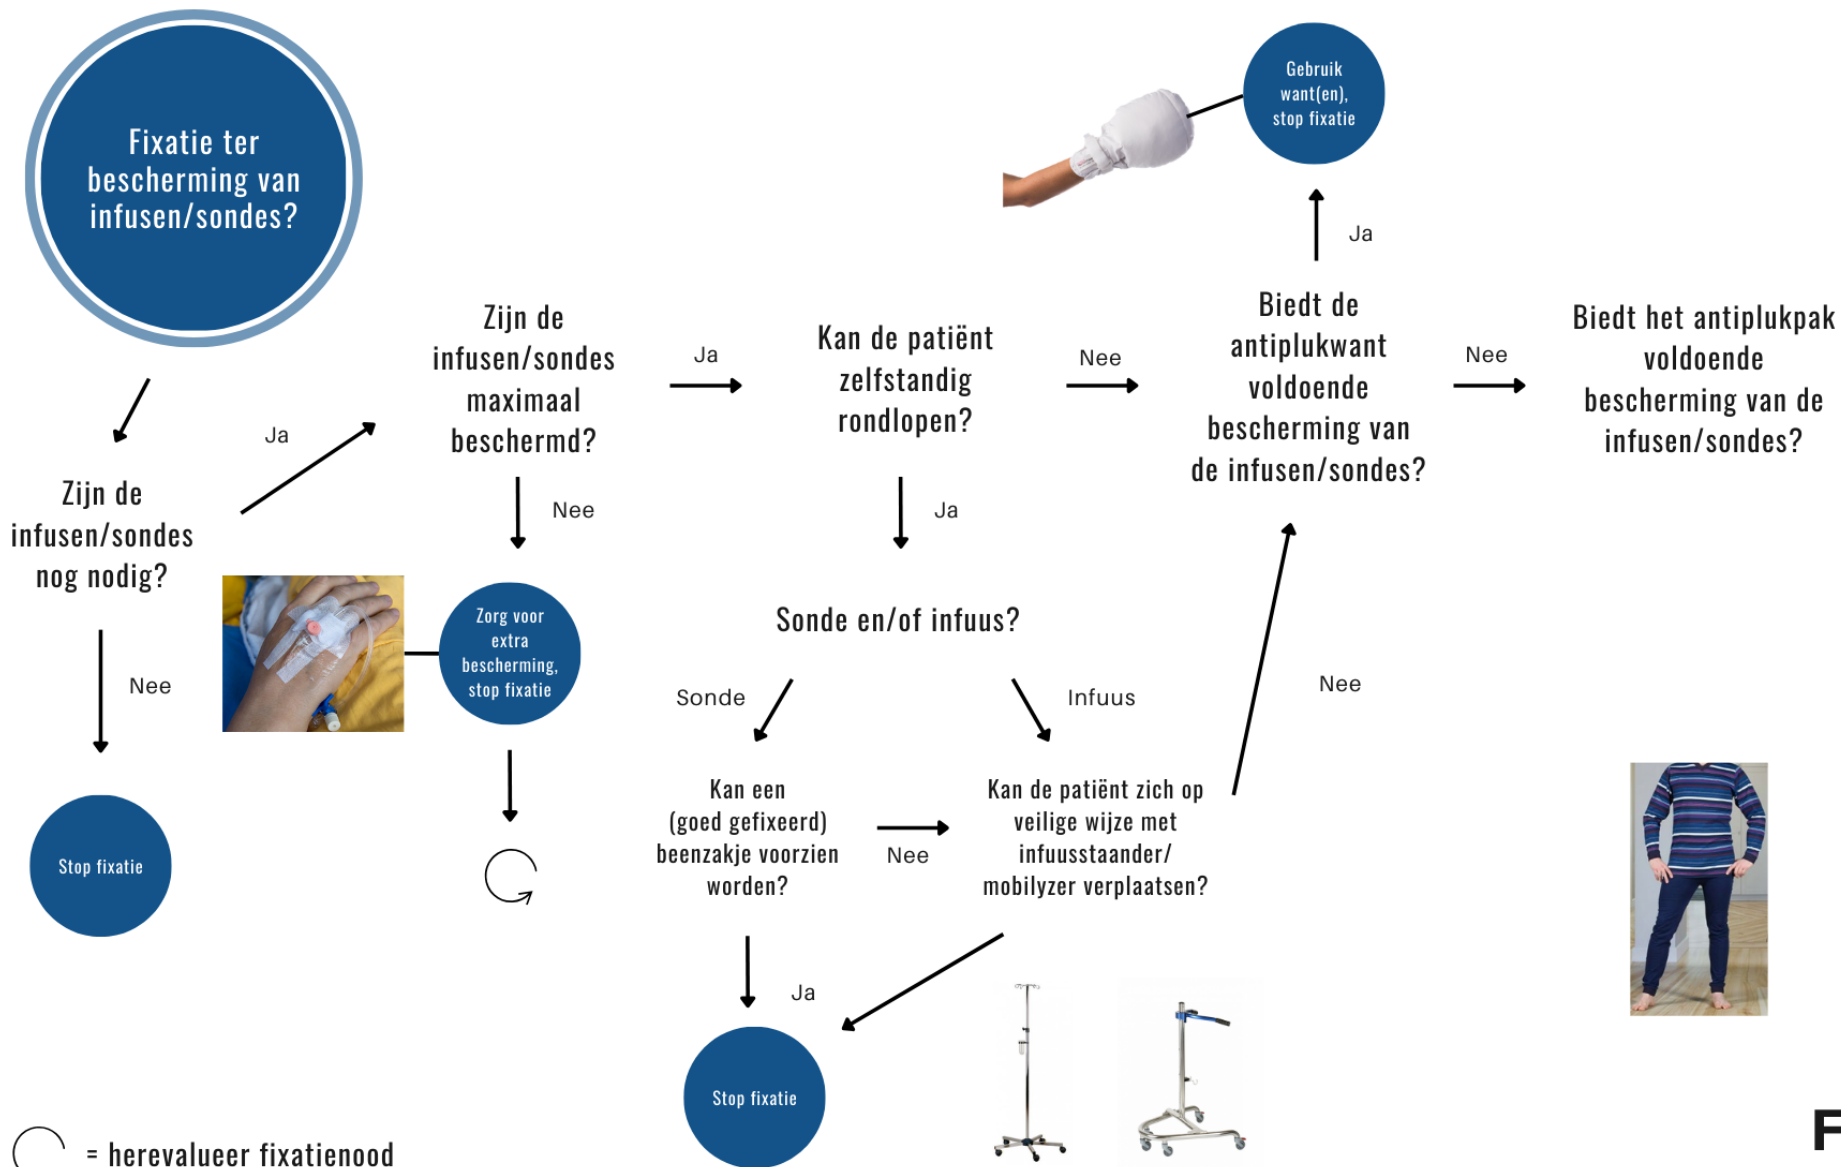 Fixatie ter
bescherming van
infusen/sondes?
Zijn de
infusen/sondes
nog nodig?
Nee
Stop fixatie
Ja
Zijn de
infusen/sondes
maximaal
beschermd?
Nee
Zorg voor
extra
bescherming,
stop fixatie
Ja
Kan de patiënt
zelfstandig
rondlopen?
Ja
Sonde en/of infuus?
Sonde
Infuus
Kan een
(goed gefixeerd)
beenzakje voorzien
worden?
Nee
Kan de patiënt zich op
veilige wijze met
infuusstaander/
mobilyzer verplaatsen?
Ja
Stop fixatie
Nee
Nee
Biedt de
antiplukwant
voldoende
bescherming van
de infusen/sondes?
Ja
Gebruik
want(en),
stop fixatie
Nee
Biedt het antiplukpak
voldoende
bescherming van de
infusen/sondes?
= herevalueer fixatienood
F